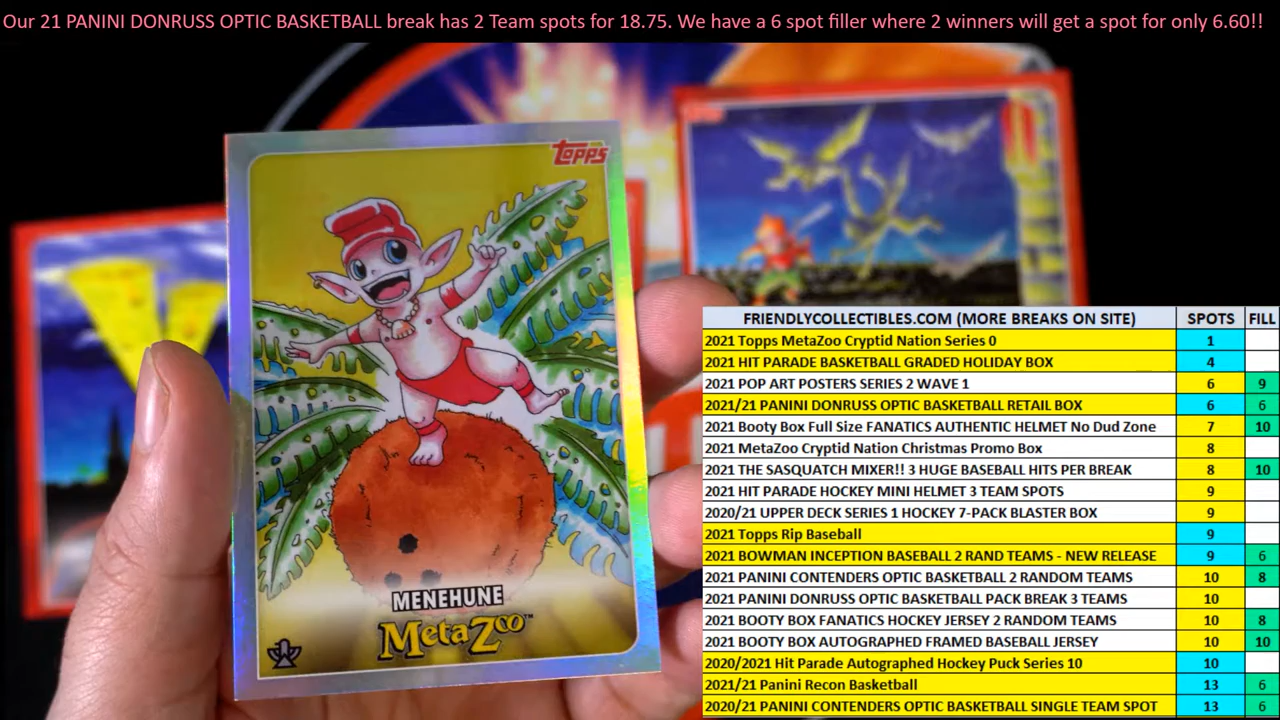 Our 21 PANINI DONRUSS OPTIC BASKETBALL break has 2 Team spots for 18.75. We have a 6 spot filler where 2 winners will get a spot for only 6.60!!
TOPPS
MENEHUNE
MetaZoo™
FRIENDLYCOLLECTIBLES.COM (MORE BREAKS ON SITE) SPOTS FILL
2021 Topps MetaZoo Cryptid Nation Series 0 1
2021 HIT PARADE BASKETBALL GRADED HOLIDAY BOX 4
2021 POP ART POSTERS SERIES 2 WAVE 1 6 9
2021/21 PANINI DONRUSS OPTIC BASKETBALL RETAIL BOX 6 6
2021 Booty Box Full Size FANATICS AUTHENTIC HELMET No Dud Zone 7 10
2021 MetaZoo Cryptid Nation Christmas Promo Box 8
2021 THE SASQUATCH MIXER!! 3 HUGE BASEBALL HITS PER BREAK 8 10
2021 HIT PARADE HOCKEY MINI HELMET 3 TEAM SPOTS 9
2020/21 UPPER DECK SERIES 1 HOCKEY 7-PACK BLASTER BOX 9
2021 Topps Rip Baseball 9
2021 BOWMAN INCEPTION BASEBALL 2 RAND TEAMS - NEW RELEASE 9 6
2021 PANINI CONTENDERS OPTIC BASKETBALL 2 RANDOM TEAMS 10 8
2021 PANINI DONRUSS OPTIC BASKETBALL PACK BREAK 3 TEAMS 10
2021 BOOTY BOX FANATICS HOCKEY JERSEY 2 RANDOM TEAMS 10 8
2021 BOOTY BOX AUTOGRAPHED FRAMED BASEBALL JERSEY 10 10
2020/2021 Hit Parade Autographed Hockey Puck Series 10 10
2021/21 Panini Recon Basketball 13 6
2020/21 PANINI CONTENDERS OPTIC BASKETBALL SINGLE TEAM SPOT 13 6